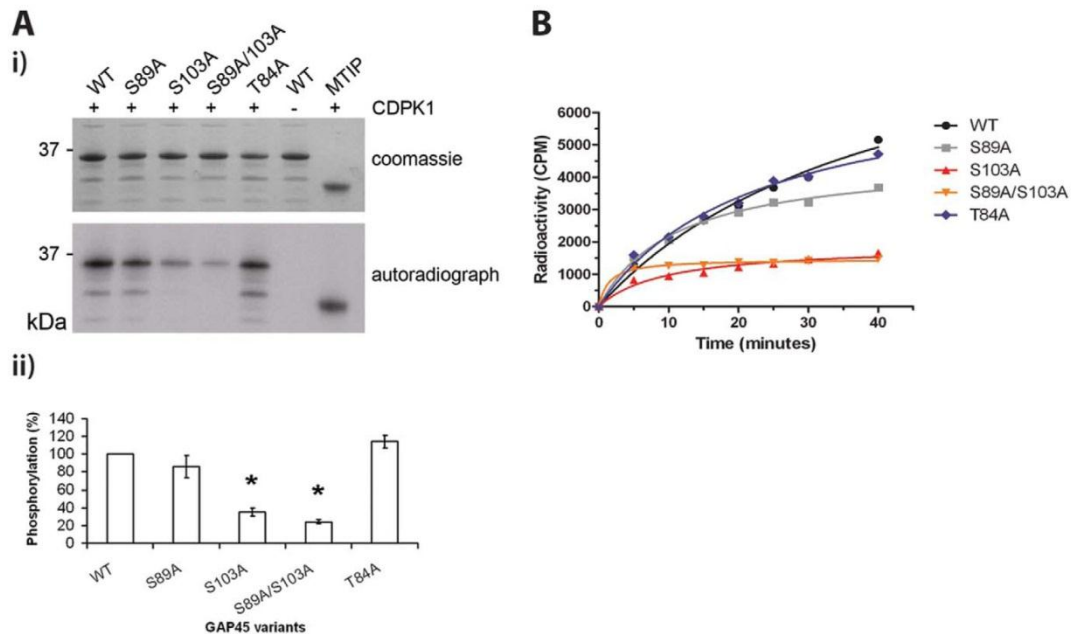 A
i)
WT S89A S103A S89A/103A T84A WT MTIP
+ + + + + - + CDPK1
37
coomassie
37
autoradiograph
kDa
ii)
Phosphorylation (%)
140
120
100
80
60
40
20
0
* *
WT S89A S103A S89A/S103A T84A
GAP45 variants
B
Radioactivity (CPM)
6000
5000
4000
3000
2000
1000
0
0 10 20 30 40
Time (minutes)
WT
S89A
S103A
S89A/S103A
T84A